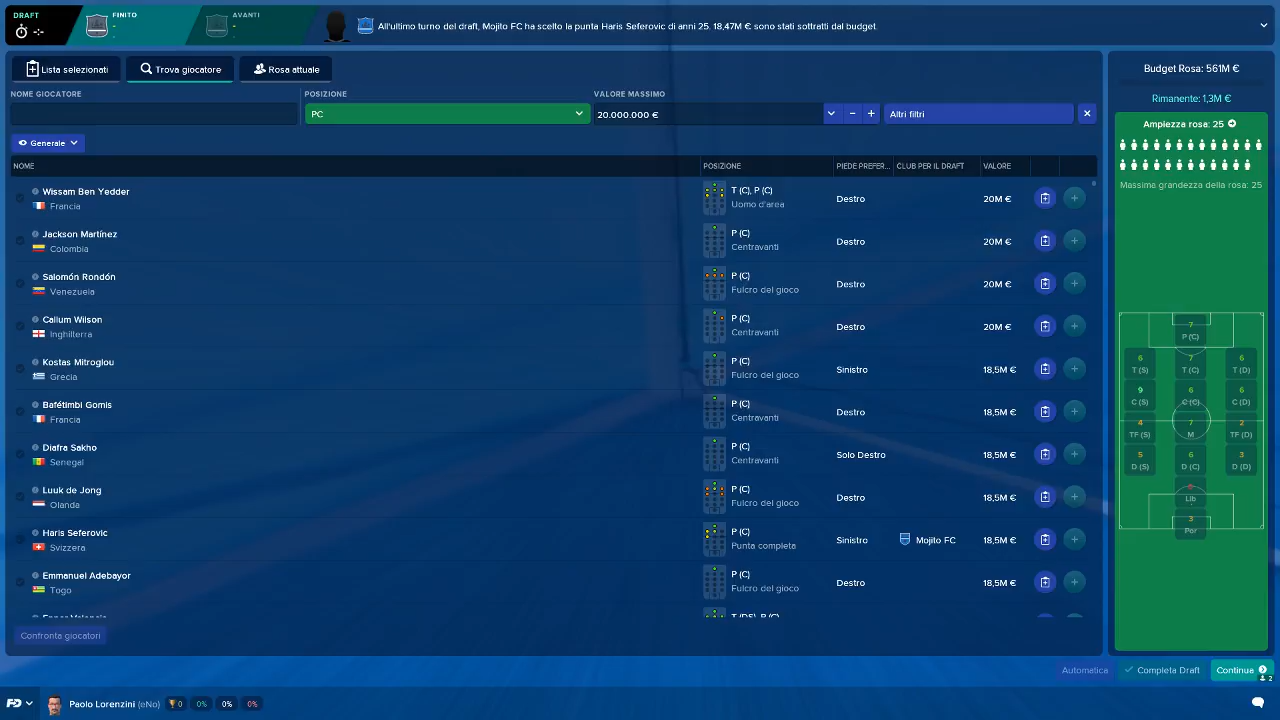 DRAFT
-:-
FINITO
-
-
AVANTI
-
-
All'ultimo turno del draft, Mojito FC ha scelto la punta Haris Seferovic di anni 25. 18,47M € sono stati sottratti dal budget.
Lista selezionati
Trova giocatore
Rosa attuale
NOME GIOCATORE
POSIZIONE
VALORE MASSIMO
PC
20.000.000 €
Altri filtri
Generale
NOME POSIZIONE PIEDE PREFER... CLUB PER IL DRAFT VALORE
Wissam Ben Yedder
Francia
T (C), P (C)
Uomo d'area
Destro
20M €
Jackson Martínez
Colombia
P (C)
Centravanti
Destro
20M €
Salomón Rondón
Venezuela
P (C)
Fulcro del gioco
Destro
20M €
Callum Wilson
Inghilterra
P (C)
Centravanti
Destro
20M €
Kostas Mitroglou
Grecia
P (C)
Fulcro del gioco
Sinistro
18,5M €
Bafétimbi Gomis
Francia
P (C)
Centravanti
Destro
18,5M €
Diafra Sakho
Senegal
P (C)
Centravanti
Solo Destro
18,5M €
Luuk de Jong
Olanda
P (C)
Fulcro del gioco
Destro
18,5M €
Haris Seferovic
Svizzera
P (C)
Punta completa
Sinistro
Mojito FC
18,5M €
Emmanuel Adebayor
Togo
P (C)
Fulcro del gioco
Destro
18,5M €
Enner Valencia
T (DS), P (C)
Confronta giocatori
Budget Rosa: 561M €
Rimanente: 1,3M €
Ampiezza rosa: 25
Massima grandezza della rosa: 25
7
P (C)
6 7 6
T (S) T (C) T (D)
9 6 6
C (S) C (C) C (D)
4 7 2
TF (S) M TF (D)
5 6 3
D (S) D (C) D (D)
Lib
3
Por
Automatica
Completa Draft
Continua
2
FD
Paolo Lorenzini (eNo)
0
0%
0%
0%